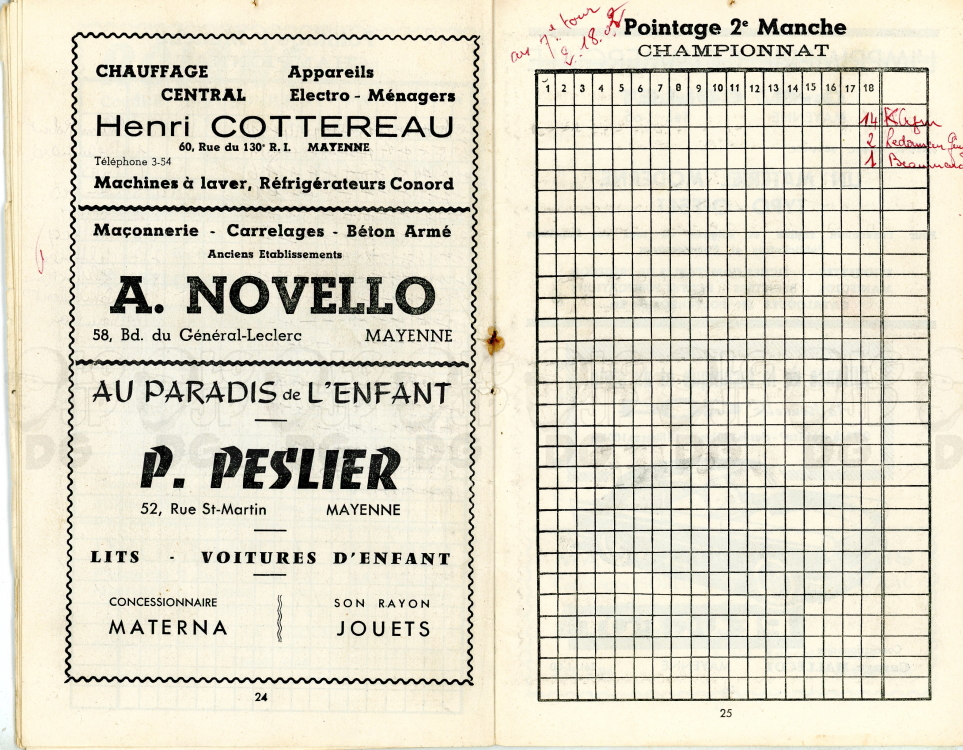 CHAUFFAGE Appareils
CENTRAL Electro - Ménagers
Henri COTTEREAU
60, Rue du 130e R. I. MAYENNE
Téléphone 3-54
Machines à laver, Réfrigérateurs Conord
Maçonnerie - Carrelages - Béton Armé
Anciens Etablissements
A. NOVELLO
58, Bd. du Général-Leclerc MAYENNE
AU PARADIS de L'ENFANT
P. PESLIER
52, Rue St-Martin MAYENNE
LITS - VOITURES D'ENFANT
CONCESSIONNAIRE SON RAYON
MATERNA JOUETS
24
au 7e tour
Pointage 2e Manche
CHAMPIONNAT
1 2 3 4 5 6 7 8 9 10 11 12 13 14 15 16 17 18
14
2
1
25